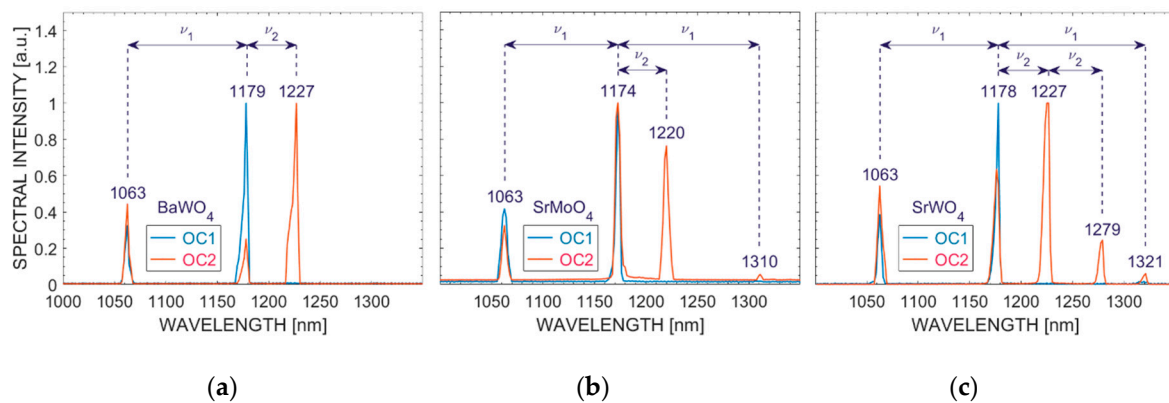 SPECTRAL INTENSITY [a.u.]
1.4
1.2
1
0.8
0.6
0.4
0.2
0
ν1
ν2
1179
1227
1063
BaWO4
OC1
OC2
1000
1050
1100
1150
1200
1250
1300
WAVELENGTH [nm]
(a)
ν1
ν1
ν2
1174
1220
1063
SrMoO4
OC1
OC2
1310
1050
1100
1150
1200
1250
1300
WAVELENGTH [nm]
(b)
ν1
ν1
ν2
ν2
1178
1227
1063
SrWO4
OC1
OC2
1279
1321
1050
1100
1150
1200
1250
1300
WAVELENGTH [nm]
(c)